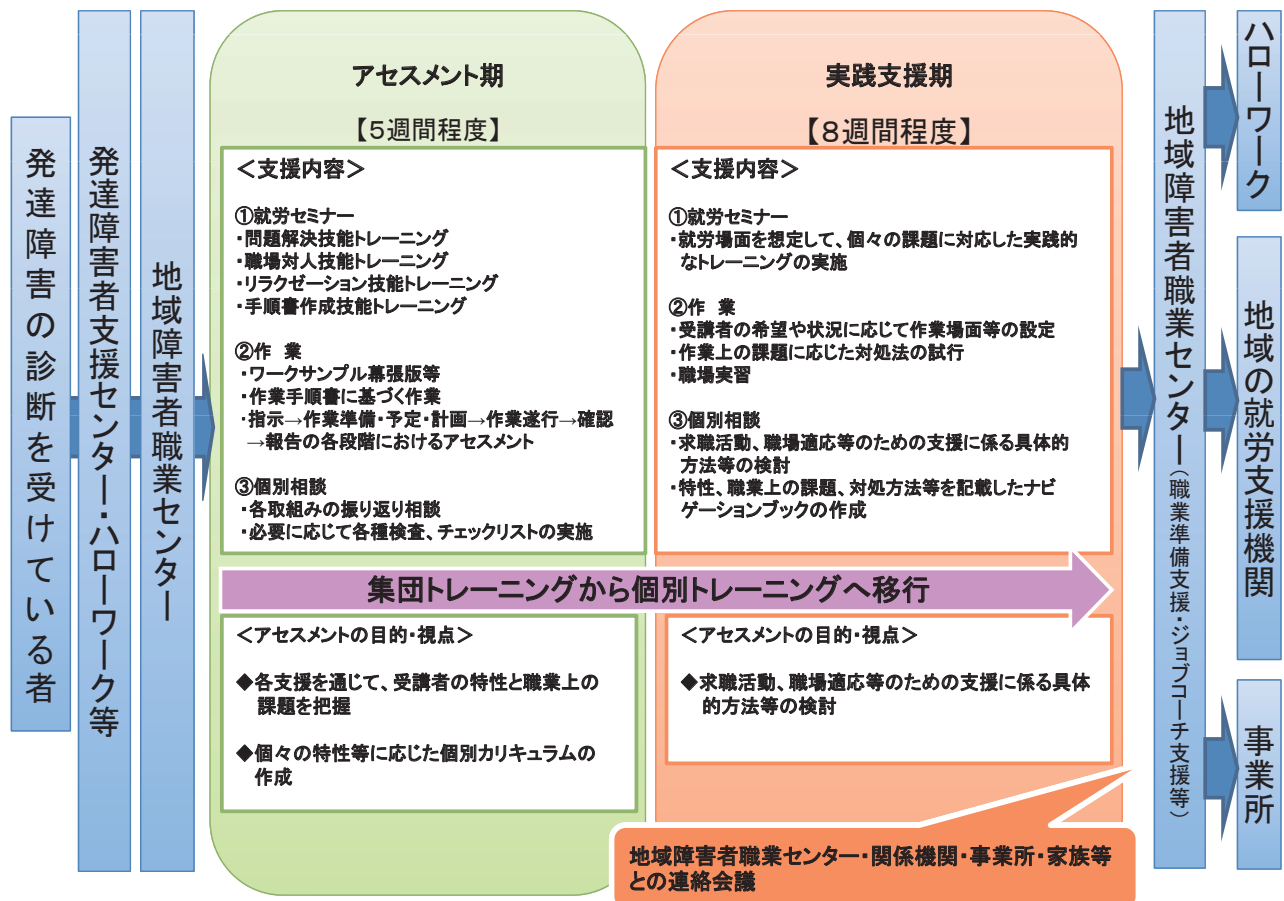 発達障害の診断を受けている者
発達障害者支援センター・ハローワーク等
地域障害者職業センター
アセスメント期
【5週間程度】
＜支援内容＞
①就労セミナー
・問題解決技能トレーニング
・職場対人技能トレーニング
・リラクゼーション技能トレーニング
・手順書作成技能トレーニング
②作　業
・ワークサンプル幕張版等
・作業手順書に基づく作業
・指示→作業準備・予定・計画→作業遂行→確認
→報告の各段階におけるアセスメント
③個別相談
・各取組みの振り返り相談
・必要に応じて各種検査、チェックリストの実施
実践支援期
【8週間程度】
＜支援内容＞
①就労セミナー
・就労場面を想定して、個々の課題に対応した実践的
なトレーニングの実施
②作　業
・受講者の希望や状況に応じて作業場面等の設定
・作業上の課題に応じた対処法の試行
・職場実習
③個別相談
・求職活動、職場適応等のための支援に係る具体的
方法等の検討
・特性、職業上の課題、対処方法等を記載したナビ
ゲーションブックの作成
集団トレーニングから個別トレーニングへ移行
＜アセスメントの目的・視点＞
◆各支援を通じて、受講者の特性と職業上の
課題を把握
◆個々の特性等に応じた個別カリキュラムの
作成
＜アセスメントの目的・視点＞
◆求職活動、職場適応等のための支援に係る具体
的方法等の検討
地域障害者職業センター・関係機関・事業所・家族等
との連絡会議
地域障害者職業センター（職業準備支援・ジョブコーチ支援等）
ハローワーク
地域の就労支援機関
事業所